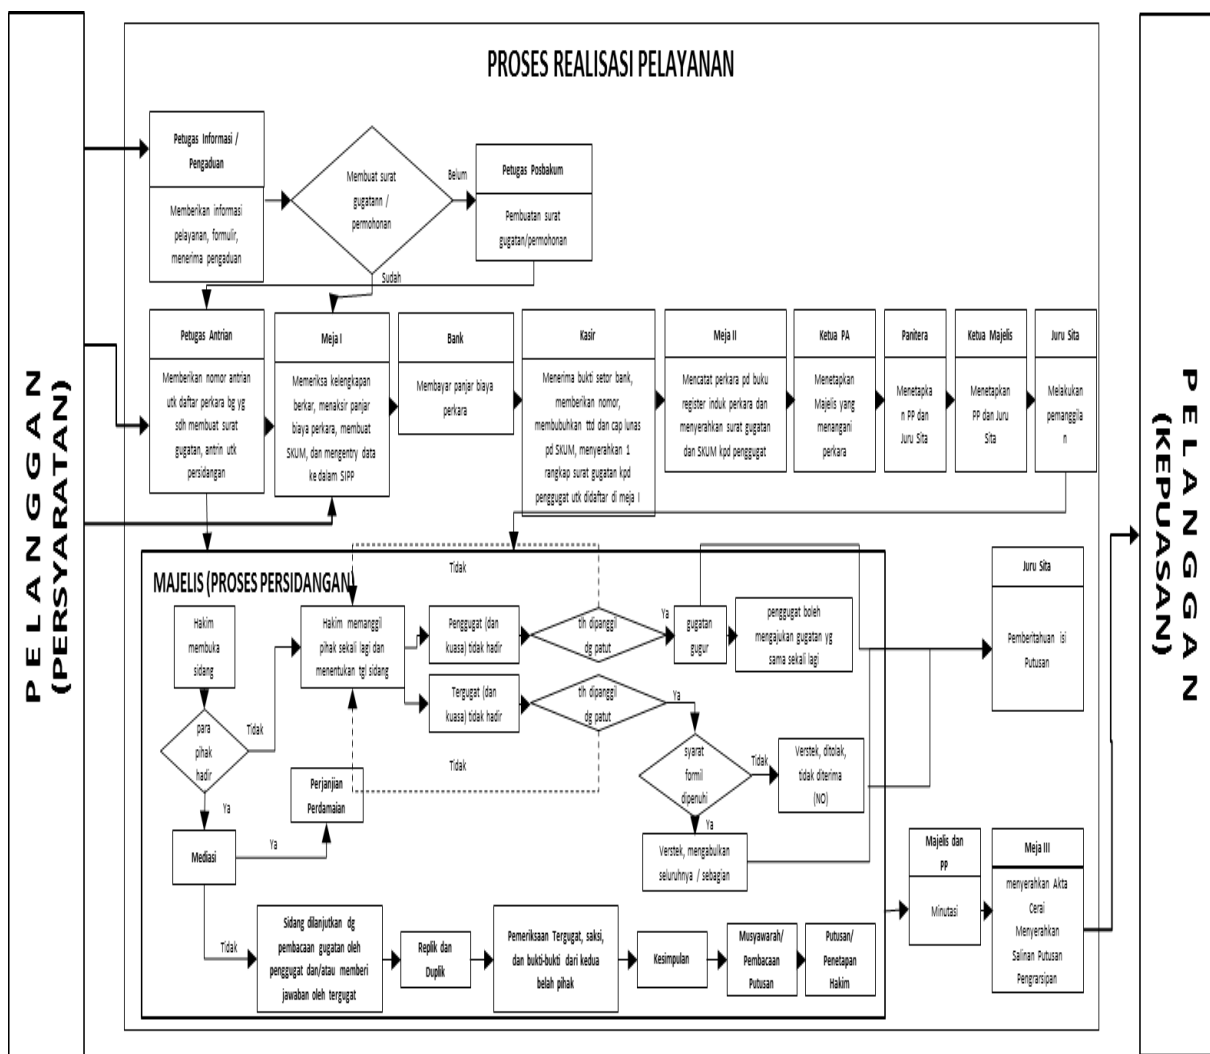 PELANGGAN
(PERSYARATAN)
PROSES REALISASI PELAYANAN
Petugas Informasi /
Pengaduan
Memberikan informasi
pelayanan, formulir,
menerima pengaduan
Membuat surat
gugatann /
permohonan
Belum
Sudah
Petugas Posbakum
Pembuatan surat
gugatan/permohonan
Petugas Antrian
Memberikan nomor antrian
utk daftar perkara bg yg
sdh membuat surat
gugatan, antrin utk
persidangan
Meja I
Memeriksa kelengkapan
berkar, menaksir panjar
biaya perkara, membuat
SKUM, dan mengentry data
ke dalam SIPP
Bank
Membayar panjar biaya
perkara
Kasir
Menerima bukti setor bank,
memberikan nomor,
membubuhkan ttd dan cap lunas
pd SKUM, menyerahkan 1
rangkap surat gugatan kpd
penggugat utk didaftar di meja I
Meja II
Mencatat perkara pd buku
register induk perkara dan
menyerahkan surat gugatan
dan SKUM kpd penggugat
Ketua PA
Menetapkan
Majelis yang
menangani
perkara
Panitera
Menetapka
n PP dan
Juru Sita
Ketua Majelis
Menetapkan
PP dan Juru
Sita
Juru Sita
Melakukan
pemanggila
n
MAJELIS (PROSES PERSIDANGAN)
Hakim
membuka
sidang
para
pihak
hadir
Tidak
Ya
Hakim memanggil
pihak sekali lagi dan
menentukan tgl sidang
Tidak
Penggugat (dan
kuasa) tidak hadir
tlh dipanggil
dg patut
Ya
gugatan
gugur
penggugat boleh
mengajukan gugatan yg
sama sekali lagi
Tergugat (dan
kuasa) tidak hadir
tlh dipanggil
dg patut
Ya
Tidak
syarat
formil
dipenuhi
Tidak
Verstek, ditolak,
tidak diterima
(NO)
Ya
Verstek, mengabulkan
seluruhnya / sebagian
Mediasi
Ya
Perjanjian
Perdamaian
Tidak
Sidang dilanjutkan dg
pembacaan gugatan oleh
penggugat dan/atau memberi
jawaban oleh tergugat
Replik dan
Duplik
Pemeriksaan Tergugat, saksi,
dan bukti-bukti dari kedua
belah pihak
Kesimpulan
Musyawarah/
Pembacaan
Putusan
Putusan/
Penetapan
Hakim
Juru Sita
Pemberitahuan isi
Putusan
Majelis dan
PP
Minutasi
Meja III
menyerahkan Akta
Cerai
Menyerahkan
Salinan Putusan
Pengrarsipan
PELANGGAN
(KEPUASAN)